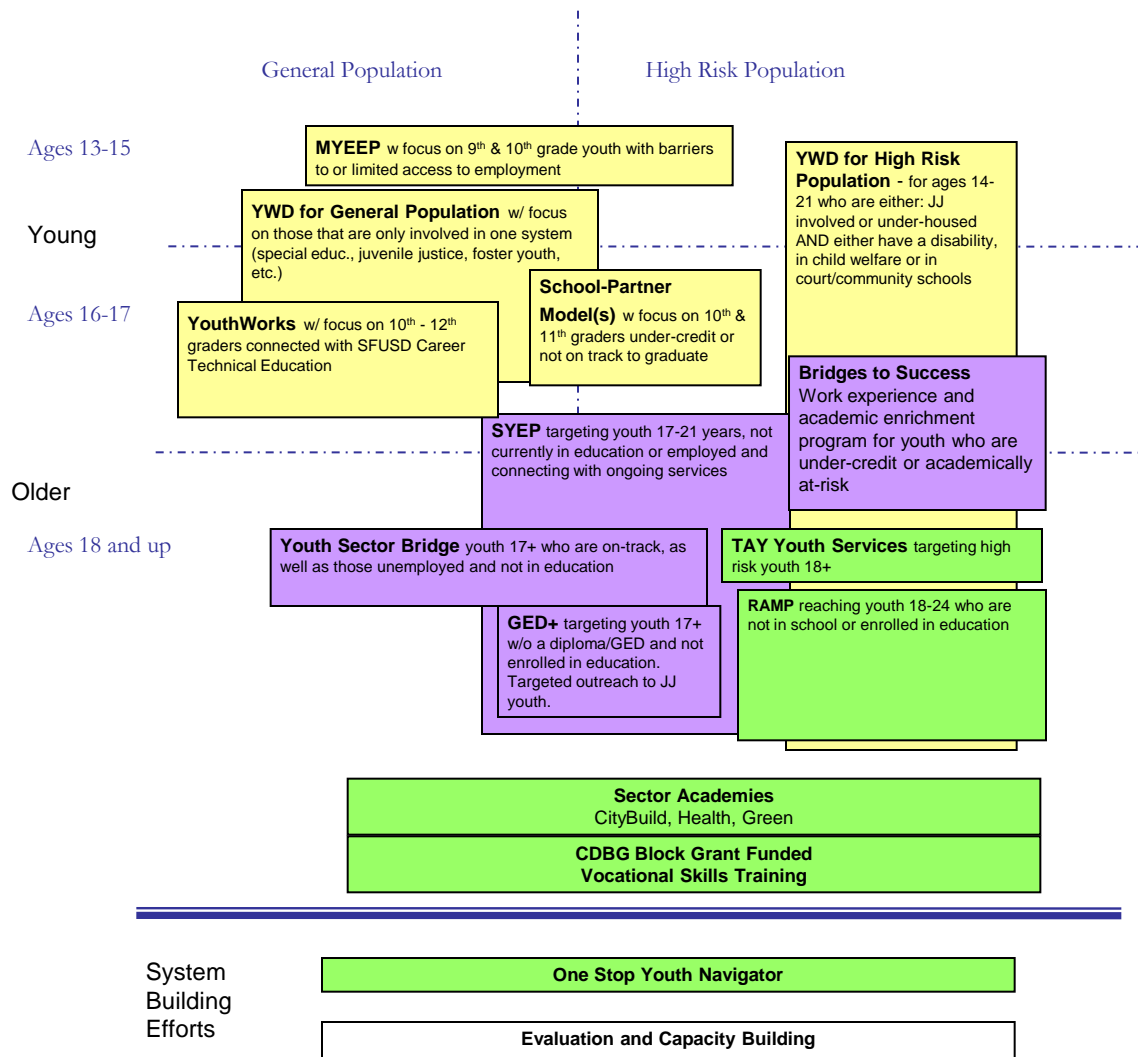 General Population
High Risk Population
Ages 13-15
MYEEP w focus on 9th & 10th grade youth with barriers
to or limited access to employment
YWD for High Risk
Population - for ages 14-
21 who are either: JJ
involved or under-housed
AND either have a disability,
in child welfare or in
court/community schools
YWD for General Population w/ focus
on those that are only involved in one system
(special educ., juvenile justice, foster youth,
etc.)
Young
School-Partner
Model(s) w focus on 10th &
11th graders under-credit or
not on track to graduate
Ages 16-17
YouthWorks w/ focus on 10th - 12th
graders connected with SFUSD Career
Technical Education
Bridges to Success
Work experience and
academic enrichment
program for youth who are
under-credit or academically
at-risk
SYEP targeting youth 17-21 years, not
currently in education or employed and
connecting with ongoing services
Older
Ages 18 and up
Youth Sector Bridge youth 17+ who are on-track, as
well as those unemployed and not in education
TAY Youth Services targeting high
risk youth 18+
RAMP reaching youth 18-24 who are
not in school or enrolled in education
GED+ targeting youth 17+
w/o a diploma/GED and not
enrolled in education.
Targeted outreach to JJ
youth.
Sector Academies
CityBuild, Health, Green
CDBG Block Grant Funded
Vocational Skills Training
System
Building
Efforts
One Stop Youth Navigator
Evaluation and Capacity Building